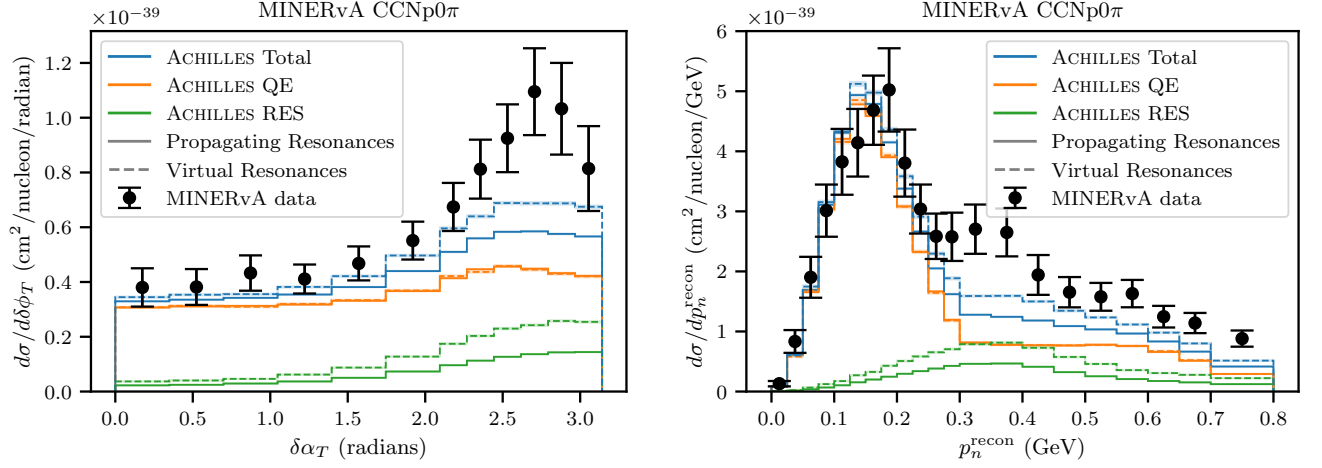 MINERvA CCNp0π
×10⁻³⁹
dσ/dδϕ_T (cm²/nucleon/radian)
1.2
1.0
0.8
0.6
0.4
0.2
0.0
ACHILLES Total
ACHILLES QE
ACHILLES RES
Propagating Resonances
Virtual Resonances
MINERvA data
0.0 0.5 1.0 1.5 2.0 2.5 3.0
δα_T (radians)
MINERvA CCNp0π
×10⁻³⁹
dσ/dp_n^recon (cm²/nucleon/GeV)
6
5
4
3
2
1
0
ACHILLES Total
ACHILLES QE
ACHILLES RES
Propagating Resonances
Virtual Resonances
MINERvA data
0.0 0.1 0.2 0.3 0.4 0.5 0.6 0.7 0.8
p_n^recon (GeV)